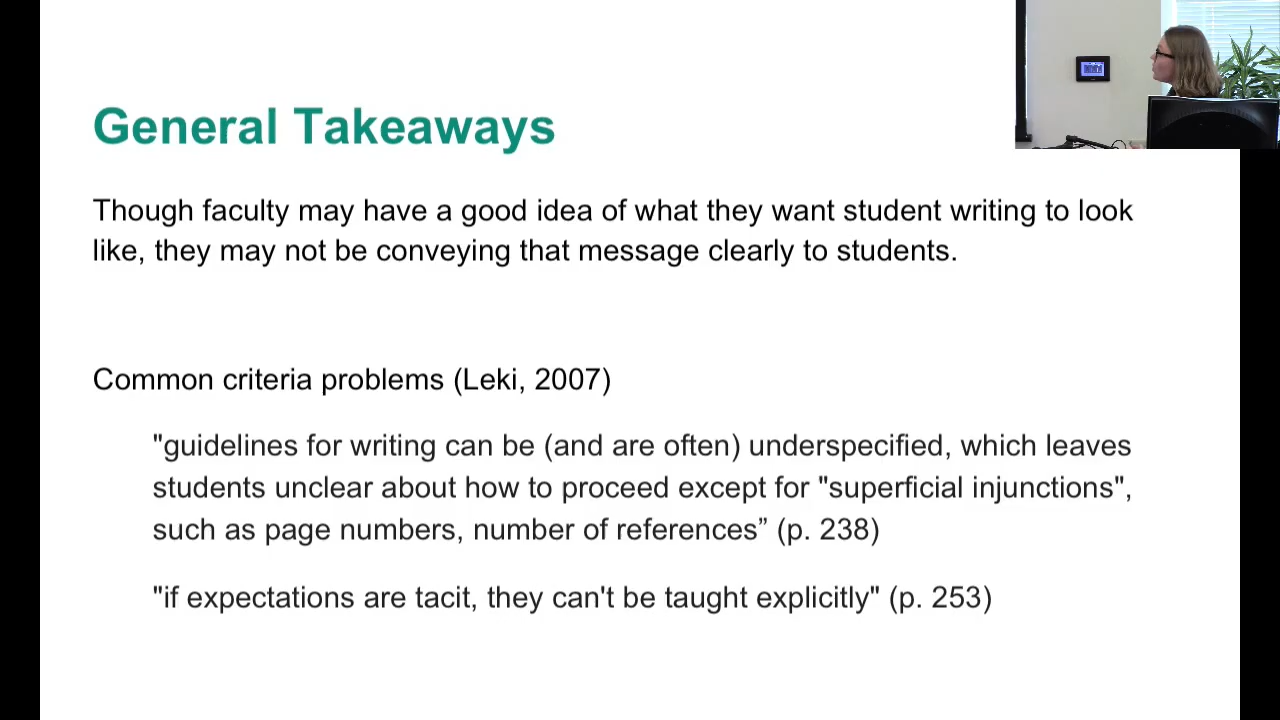 General Takeaways
Though faculty may have a good idea of what they want student writing to look
like, they may not be conveying that message clearly to students.
Common criteria problems (Leki, 2007)
"guidelines for writing can be (and are often) underspecified, which leaves
students unclear about how to proceed except for "superficial injunctions",
such as page numbers, number of references” (p. 238)
"if expectations are tacit, they can't be taught explicitly" (p. 253)